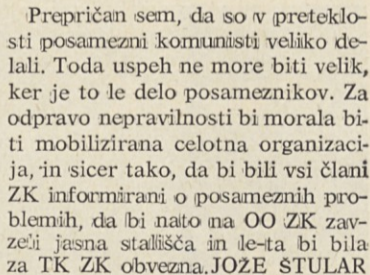 Prepričan sem, da so v preteklo-
sti posamezni komunisti veliko de-
lali. Toda uspeh ne more biti velik,
ker je to le delo posameznikov. Za
odpravo nepravilnosti bi morala bi-
ti mobilizirana celotna organizaci-
ja, in sicer tako, da bi bili vsi člani
ZK informirani o posameznih pro-
blemih, da bi nato na OO ZK zav-
zeli jasna stališča in le-ta bi bila
za TK ZK obvezna. JOŽE ŠTULAR